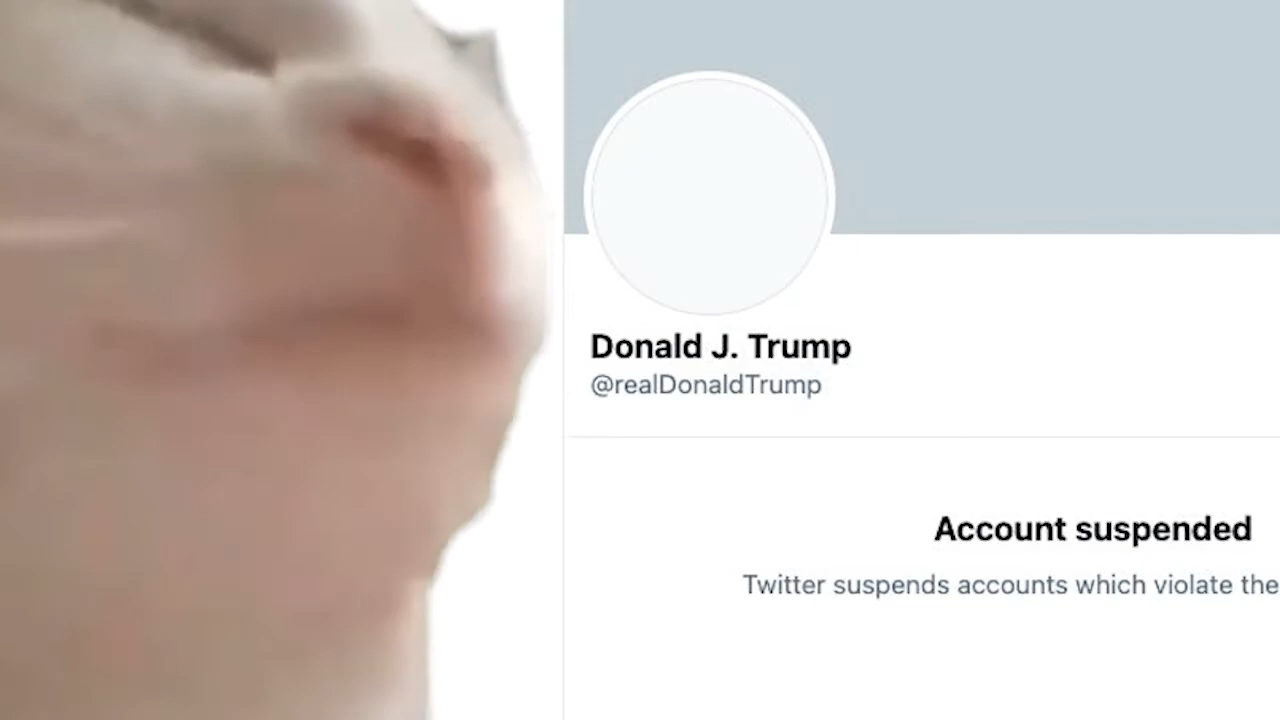 Donald J. Trump
@realDonaldTrump
Account suspended
Twitter suspends accounts which violate the